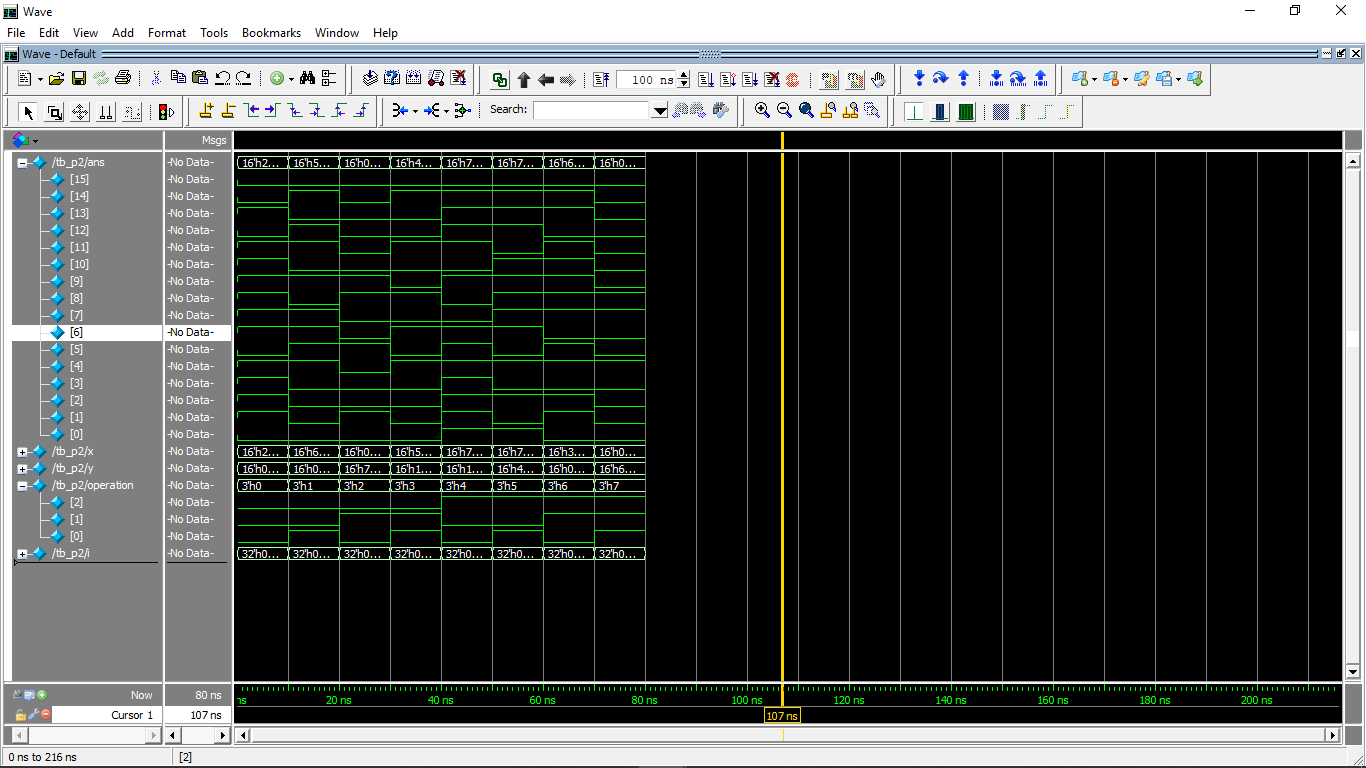 Wave
File Edit View Add Format Tools Bookmarks Window Help
Wave - Default
100 ns
Search:
Msgs
/tb_p2/ans -No Data- 16'h2... 16'h5... 16'h0... 16'h4... 16'h7... 16'h7... 16'h6... 16'h0...
[15] -No Data-
[14] -No Data-
[13] -No Data-
[12] -No Data-
[11] -No Data-
[10] -No Data-
[9] -No Data-
[8] -No Data-
[7] -No Data-
[6] -No Data-
[5] -No Data-
[4] -No Data-
[3] -No Data-
[2] -No Data-
[1] -No Data-
[0] -No Data-
/tb_p2/x -No Data- 16'h2... 16'h6... 16'h0... 16'h5... 16'h7... 16'h7... 16'h3... 16'h0...
/tb_p2/y -No Data- 16'h0... 16'h0... 16'h7... 16'h1... 16'h1... 16'h4... 16'h0... 16'h6...
/tb_p2/operation -No Data- 3'h0 3'h1 3'h2 3'h3 3'h4 3'h5 3'h6 3'h7
[2] -No Data-
[1] -No Data-
[0] -No Data-
/tb_p2/i -No Data- 32'h0... 32'h0... 32'h0... 32'h0... 32'h0... 32'h0... 32'h0... 32'h0...
Now 80 ns ns 20 ns 40 ns 60 ns 80 ns 100 ns 120 ns 140 ns 160 ns 180 ns 200 ns
Cursor 1 107 ns 107 ns
0 ns to 216 ns [2]